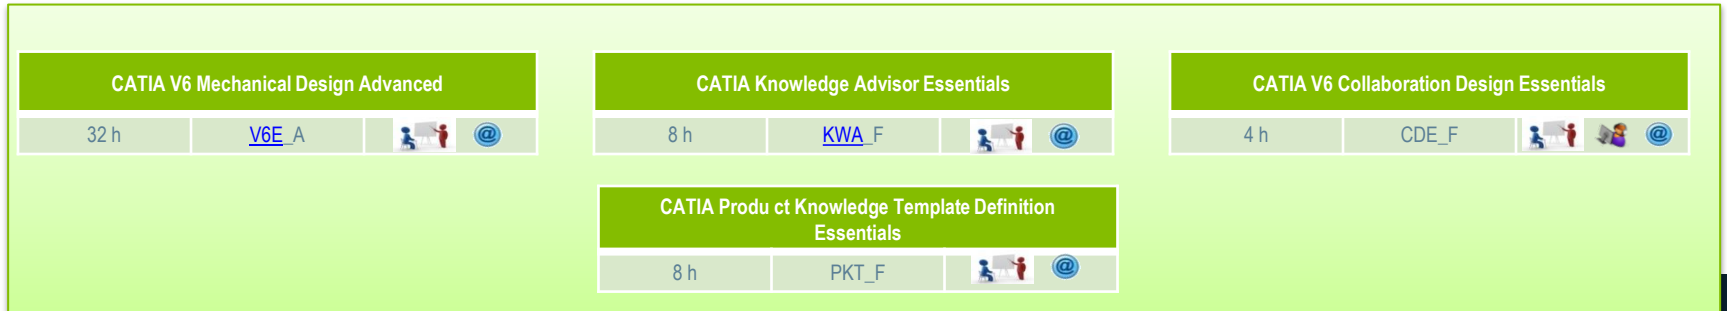 CATIA V6 Mechanical Design Advanced
32 h V6E_A @
CATIA Knowledge Advisor Essentials
8 h KWA_F @
CATIA V6 Collaboration Design Essentials
4 h CDE_F @
CATIA Produ ct Knowledge Template Definition
Essentials
8 h PKT_F @